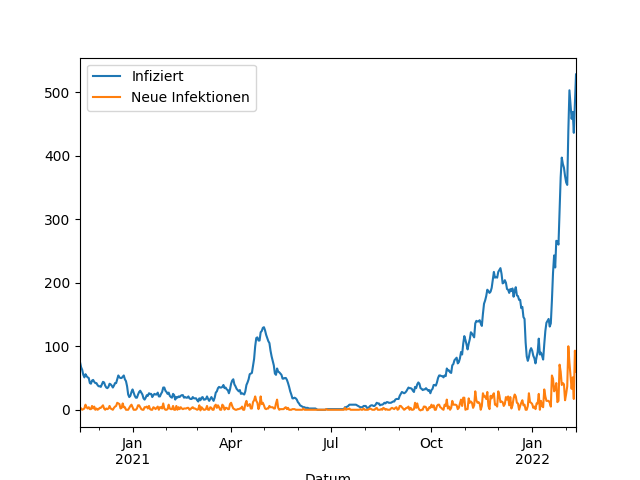 Infiziert
Neue Infektionen
500
400
300
200
100
0
Jan
2021
Apr
Jul
Oct
Jan
2022
Datum